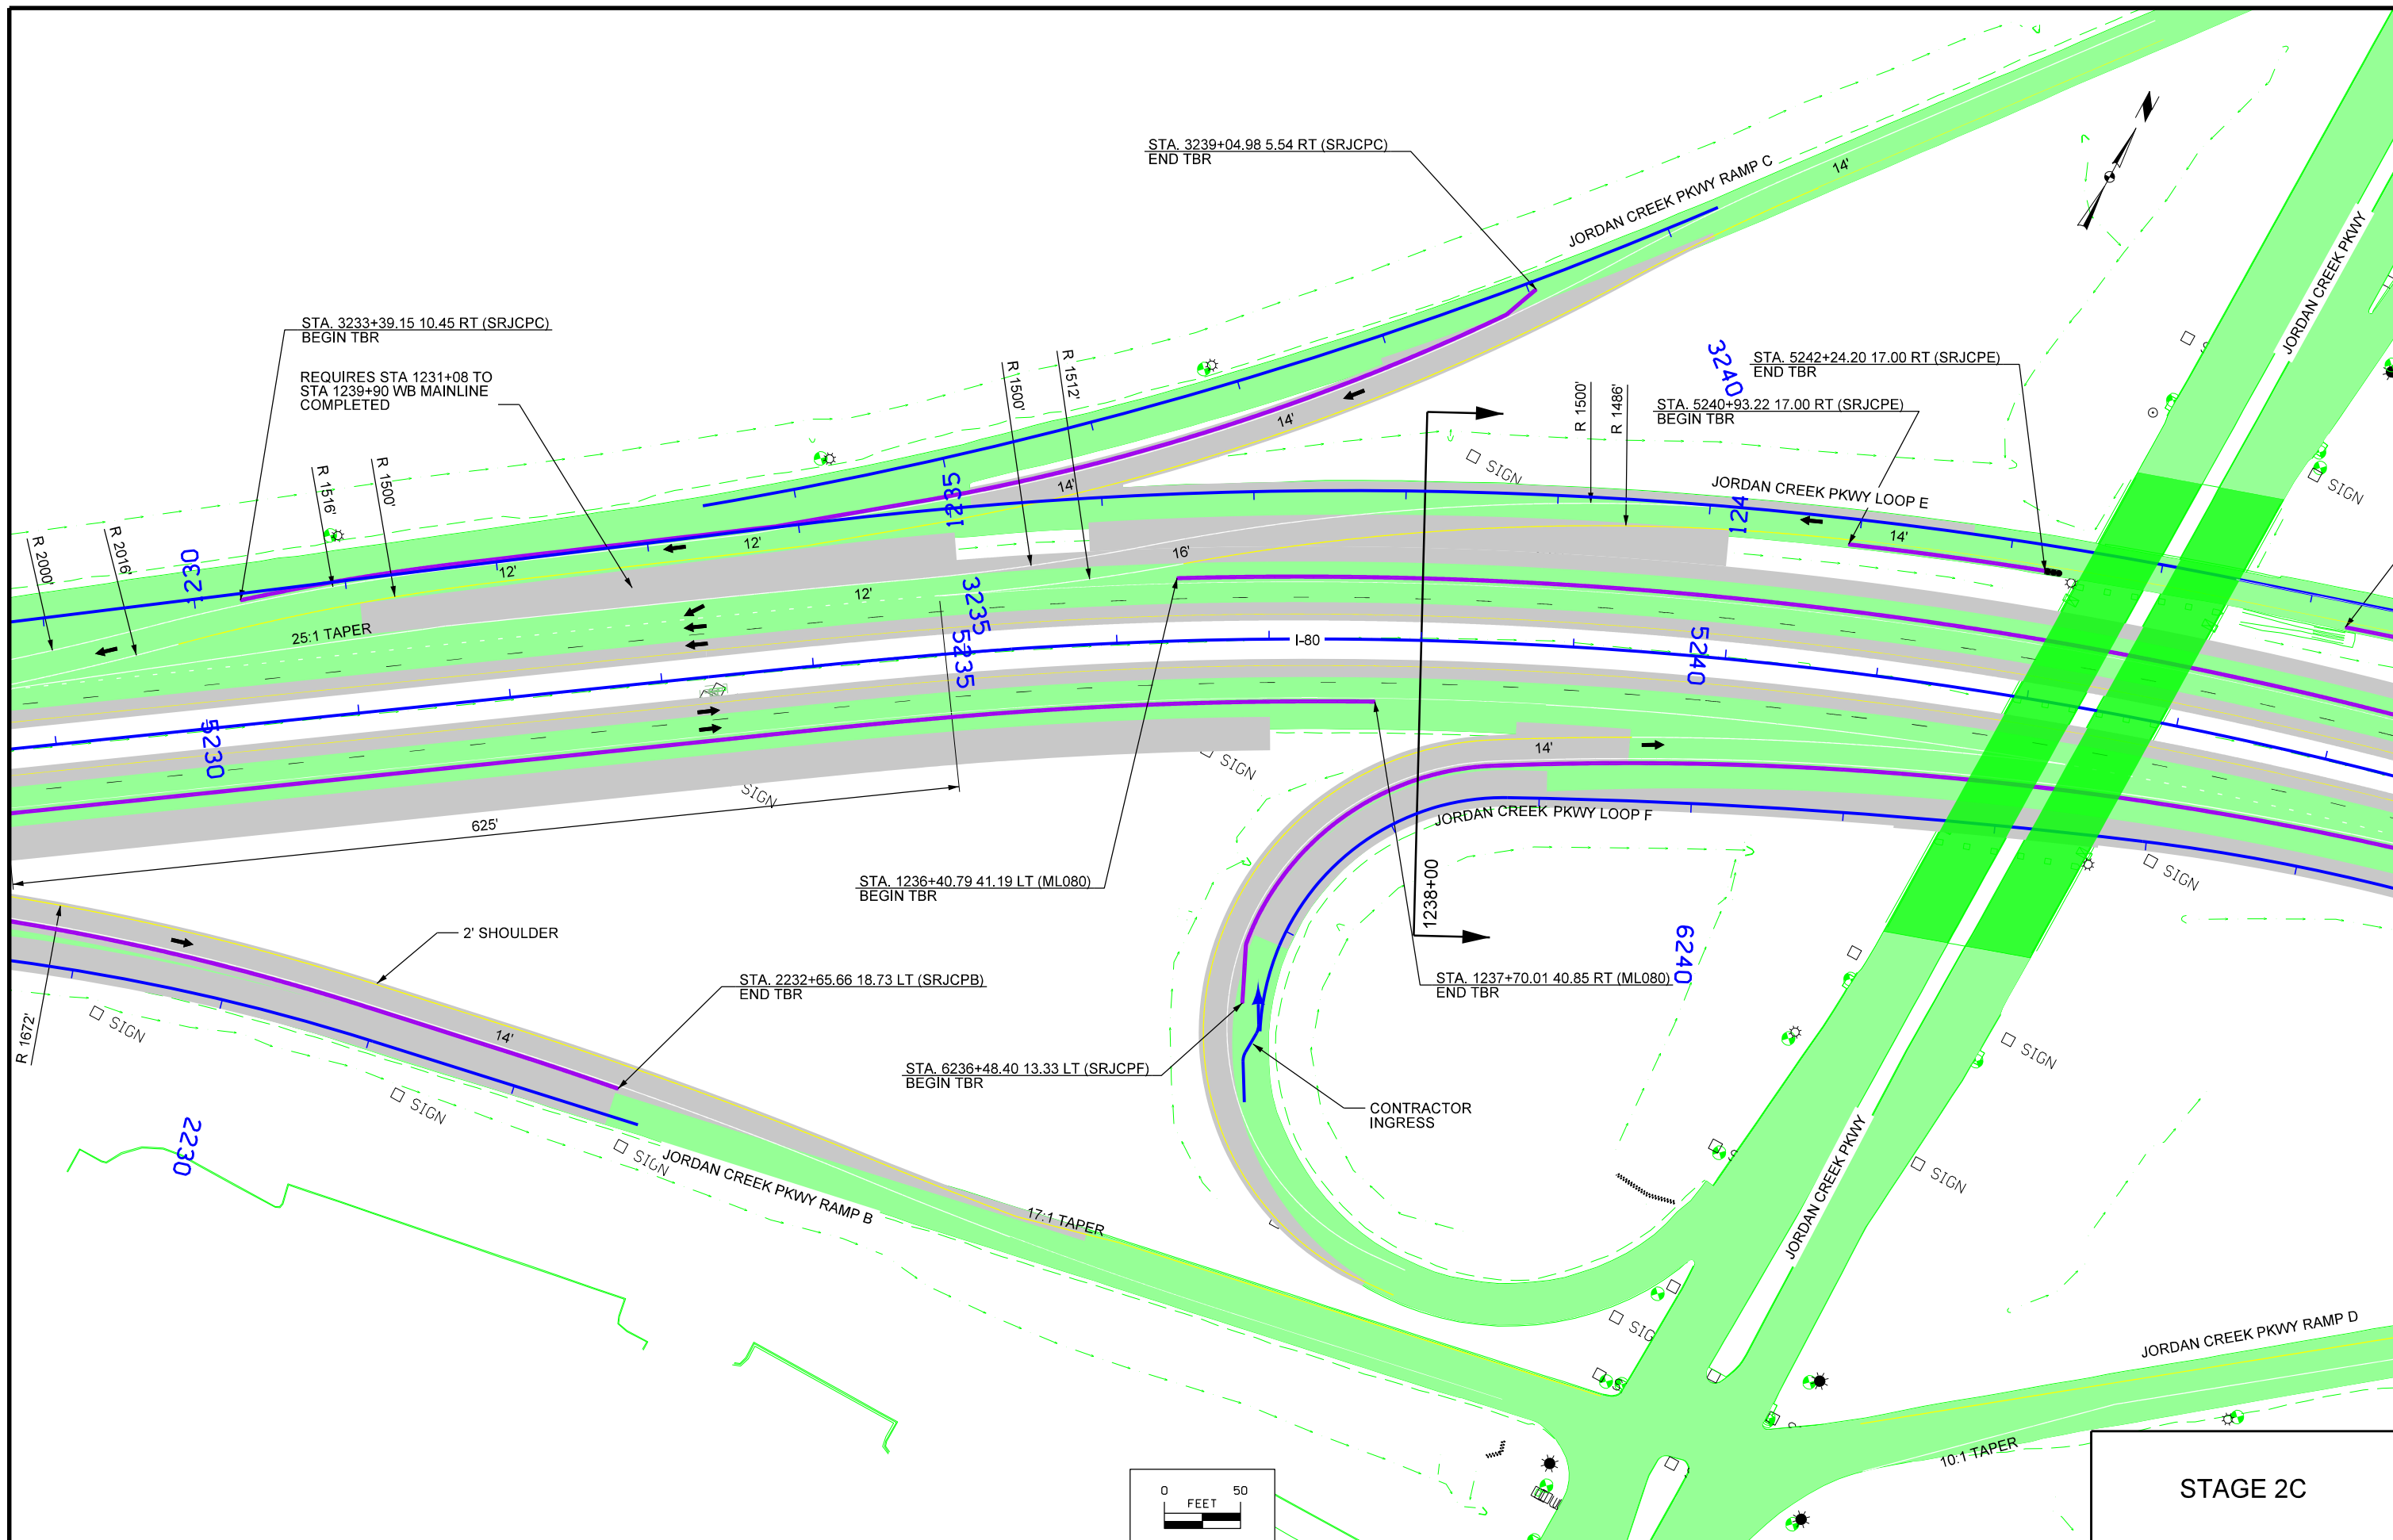 STA. 3239+04.98 5.54 RT (SRJCPC)
END TBR
JORDAN CREEK PKWY RAMP C
14'
JORDAN CREEK PKWY
STA. 3233+39.15 10.45 RT (SRJCPC)
BEGIN TBR
REQUIRES STA 1231+08 TO
STA 1239+90 WB MAINLINE
COMPLETED
R 1500'
R 1512'
3240
STA. 5242+24.20 17.00 RT (SRJCPE)
END TBR
R 1500'
R 1486'
STA. 5240+93.22 17.00 RT (SRJCPE)
BEGIN TBR
14'
R 1516'
R 1500'
SIGN
SIGN
14'
1235
JORDAN CREEK PKWY LOOP E
124
14'
R 2000'
R 2016'
1230
12'
12'
16'
12'
3235
25:1 TAPER
5235
I-80
5240
5230
14'
SIGN
SIGN
625'
JORDAN CREEK PKWY LOOP F
SIGN
STA. 1236+40.79 41.19 LT (ML080)
BEGIN TBR
1238+00
2' SHOULDER
6240
STA. 2232+65.66 18.73 LT (SRJCPB)
END TBR
STA. 1237+70.01 40.85 RT (ML080)
END TBR
R 1672'
SIGN
14'
SIGN
STA. 6236+48.40 13.33 LT (SRJCPF)
BEGIN TBR
CONTRACTOR
INGRESS
SIGN
2230
SIGN
SIGN
JORDAN CREEK PKWY RAMP B
JORDAN CREEK PKWY
17:1 TAPER
JORDAN CREEK PKWY RAMP D
10:1 TAPER
0 50
FEET
STAGE 2C